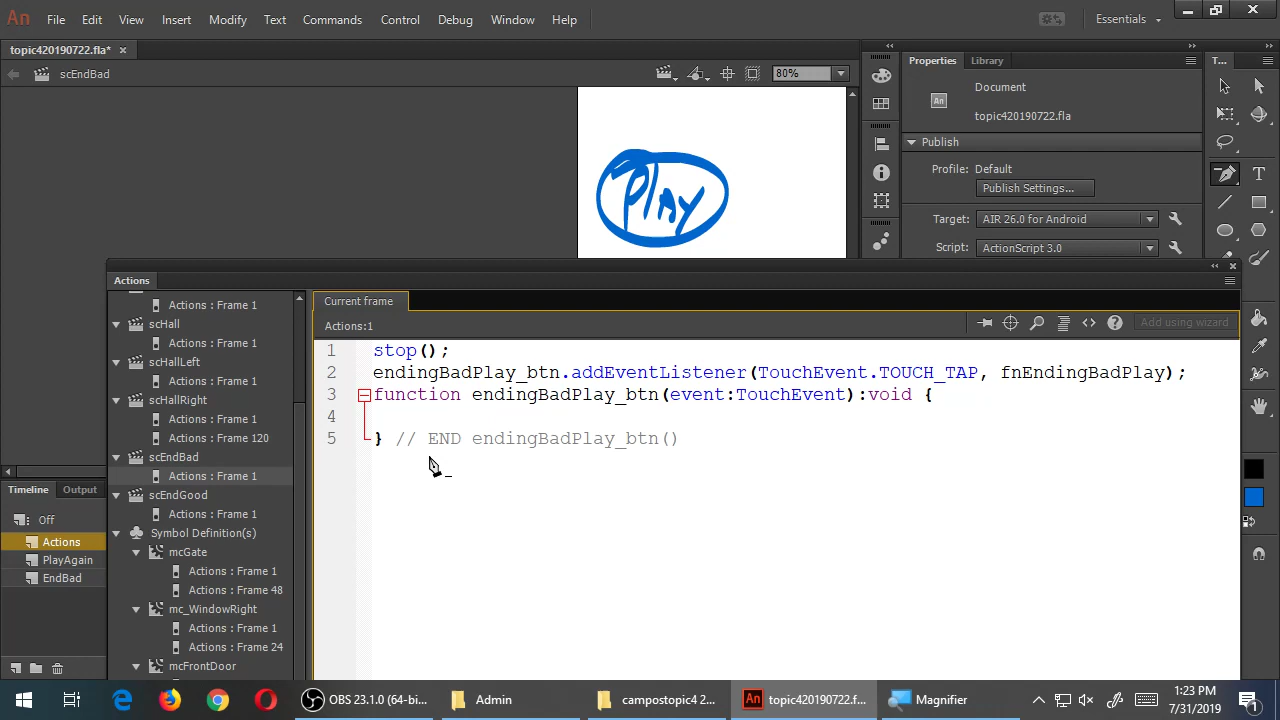 An File Edit View Insert Modify Text Commands Control Debug Window Help Essentials
topic420190722.fla* ×
scEndBad 80%
Properties Library T...
Document
An
topic420190722.fla
Publish
Profile: Default
Publish Settings...
Target: AIR 26.0 for Android
Script: ActionScript 3.0
Play
Actions
Actions : Frame 1
scHall
Actions : Frame 1
scHallLeft
Actions : Frame 1
scHallRight
Actions : Frame 1
Actions : Frame 120
scEndBad
Actions : Frame 1
scEndGood
Actions : Frame 1
Symbol Definition(s)
mcGate
Actions : Frame 1
Actions : Frame 48
mc_WindowRight
Actions : Frame 1
Actions : Frame 24
mcFrontDoor
Current frame
Actions:1
Add using wizard
1 stop();
2 endingBadPlay_btn.addEventListener(TouchEvent.TOUCH_TAP, fnEndingBadPlay);
3 function endingBadPlay_btn(event:TouchEvent):void {
4
5 } // END endingBadPlay_btn()
Timeline Output
Off
Actions
PlayAgain
EndBad
OBS 23.1.0 (64-bi... Admin campostopic4 2... An topic420190722.f... Magnifier
1:23 PM
7/31/2019
1